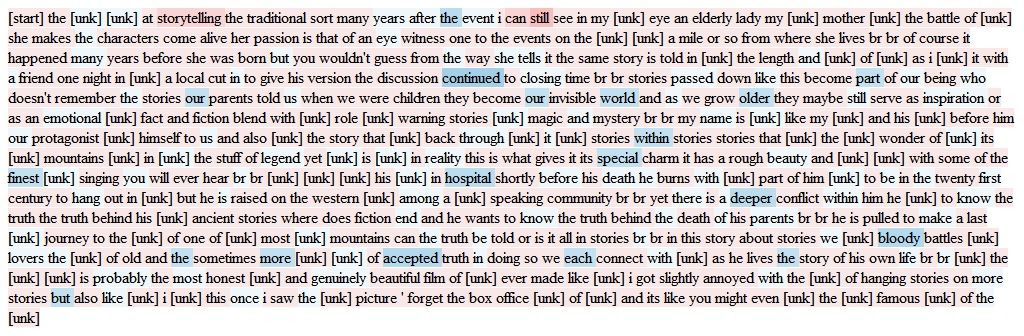 [start] the [unk] [unk] at storytelling the traditional sort many years after the event i can still see in my [unk] eye an elderly lady my [unk] mother [unk] the battle of [unk]
she makes the characters come alive her passion is that of an eye witness one to the events on the [unk] [unk] a mile or so from where she lives br br of course it
happened many years before she was born but you wouldn't guess from the way she tells it the same story is told in [unk] the length and [unk] of [unk] as i [unk] it with
a friend one night in [unk] a local cut in to give his version the discussion continued to closing time br br stories passed down like this become part of our being who
doesn't remember the stories our parents told us when we were children they become our invisible world and as we grow older they maybe still serve as inspiration or
as an emotional [unk] fact and fiction blend with [unk] role [unk] warning stories [unk] magic and mystery br br my name is [unk] like my [unk] and his [unk] before him
our protagonist [unk] himself to us and also [unk] the story that [unk] back through [unk] it [unk] stories within stories stories that [unk] the [unk] wonder of [unk] its
[unk] mountains [unk] in [unk] the stuff of legend yet [unk] is [unk] in reality this is what gives it its special charm it has a rough beauty and [unk] [unk] with some of the
finest [unk] singing you will ever hear br br [unk] [unk] [unk] his [unk] in hospital shortly before his death he burns with [unk] part of him [unk] to be in the twenty first
century to hang out in [unk] but he is raised on the western [unk] among a [unk] speaking community br br yet there is a deeper conflict within him he [unk] to know the
truth the truth behind his [unk] ancient stories where does fiction end and he wants to know the truth behind the death of his parents br br he is pulled to make a last
[unk] journey to the [unk] of one of [unk] most [unk] mountains can the truth be told or is it all in stories br br in this story about stories we [unk] bloody battles [unk]
lovers the [unk] of old and the sometimes more [unk] [unk] of accepted truth in doing so we each connect with [unk] as he lives the story of his own life br br [unk] the
[unk] [unk] is probably the most honest [unk] and genuinely beautiful film of [unk] ever made like [unk] i got slightly annoyed with the [unk] of hanging stories on more
stories but also like [unk] i [unk] this once i saw the [unk] picture ' forget the box office [unk] of [unk] and its like you might even [unk] the [unk] famous [unk] of the
[unk]